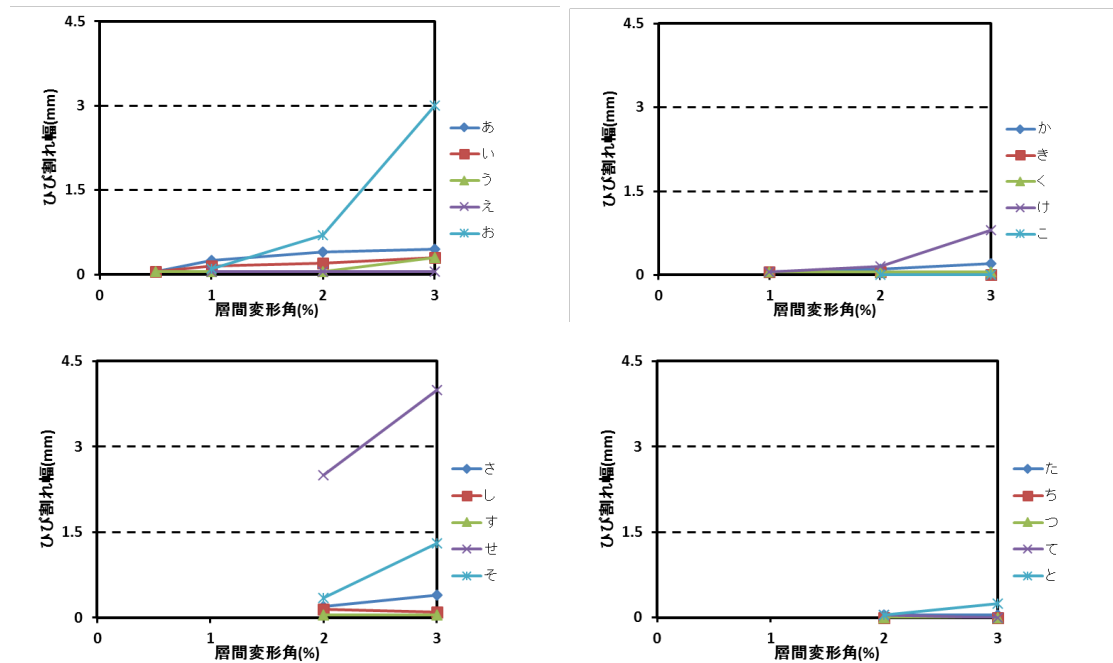 4.5
3
1.5
0
ひび割れ幅(mm)
0 1 2 3
層間変形角(%)
あ
い
う
え
お
4.5
3
1.5
0
ひび割れ幅(mm)
0 1 2 3
層間変形角(%)
か
き
く
け
こ
4.5
3
1.5
0
ひび割れ幅(mm)
0 1 2 3
層間変形角(%)
さ
し
す
せ
そ
4.5
3
1.5
0
ひび割れ幅(mm)
0 1 2 3
層間変形角(%)
た
ち
つ
て
と